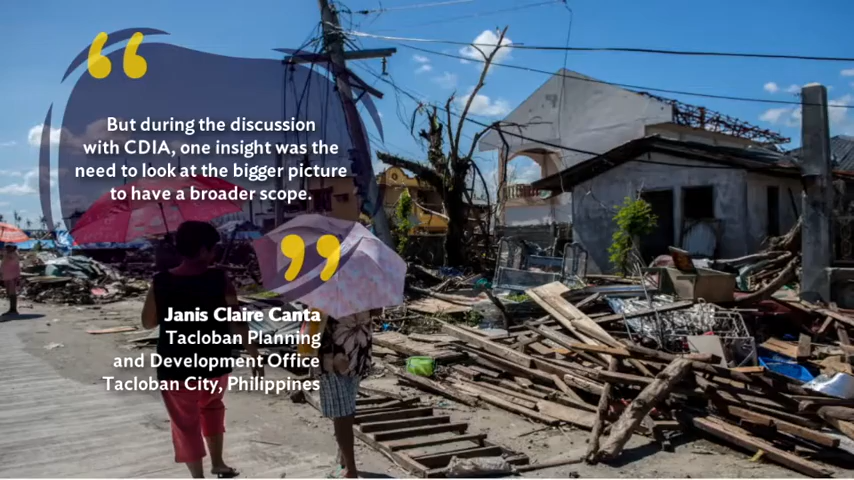 “
But during the discussion
with CDIA, one insight was the
need to look at the bigger picture
to have a broader scope.
”
Janis Claire Canta
Tacloban Planning
and Development Office
Tacloban City, Philippines